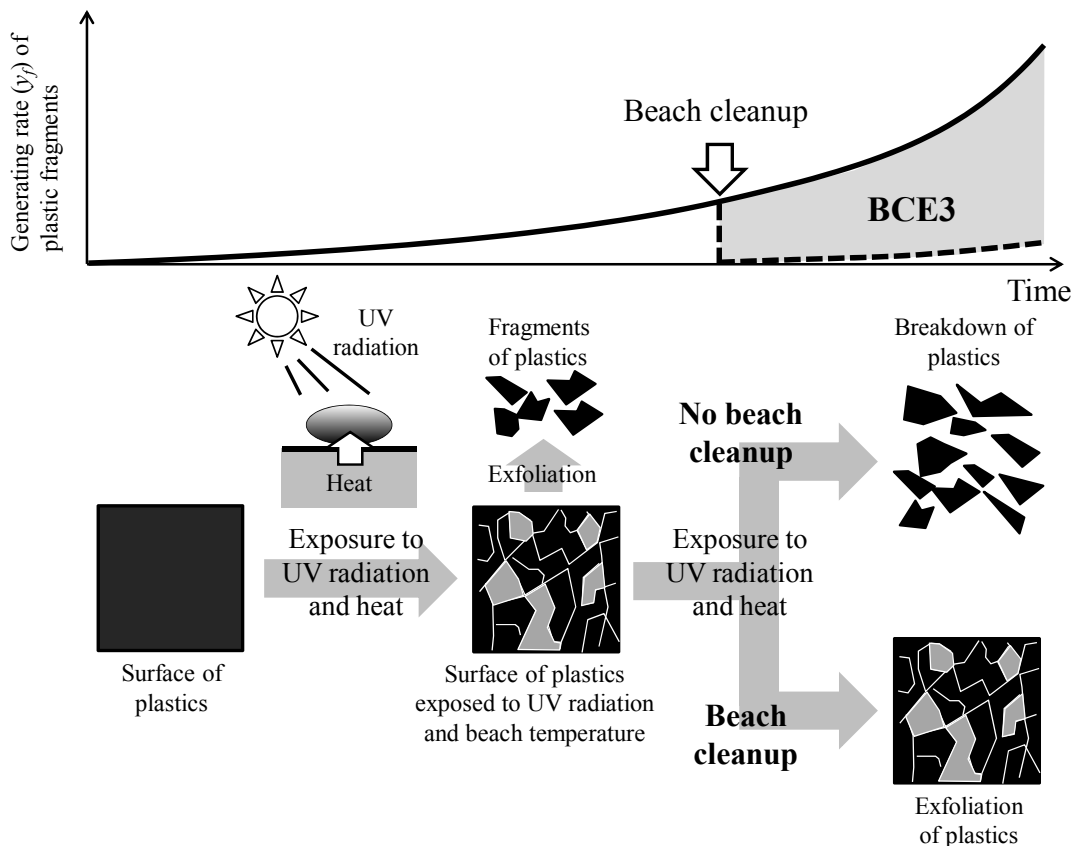 Generating rate (yf) of
plastic fragments
Beach cleanup
BCE3
Time
UV
radiation
Heat
Fragments
of plastics
Exfoliation
Breakdown of
plastics
No beach
cleanup
Exposure to
UV radiation
and heat
Exposure to
UV radiation
and heat
Surface of
plastics
Surface of plastics
exposed to UV radiation
and beach temperature
Beach
cleanup
Exfoliation
of plastics